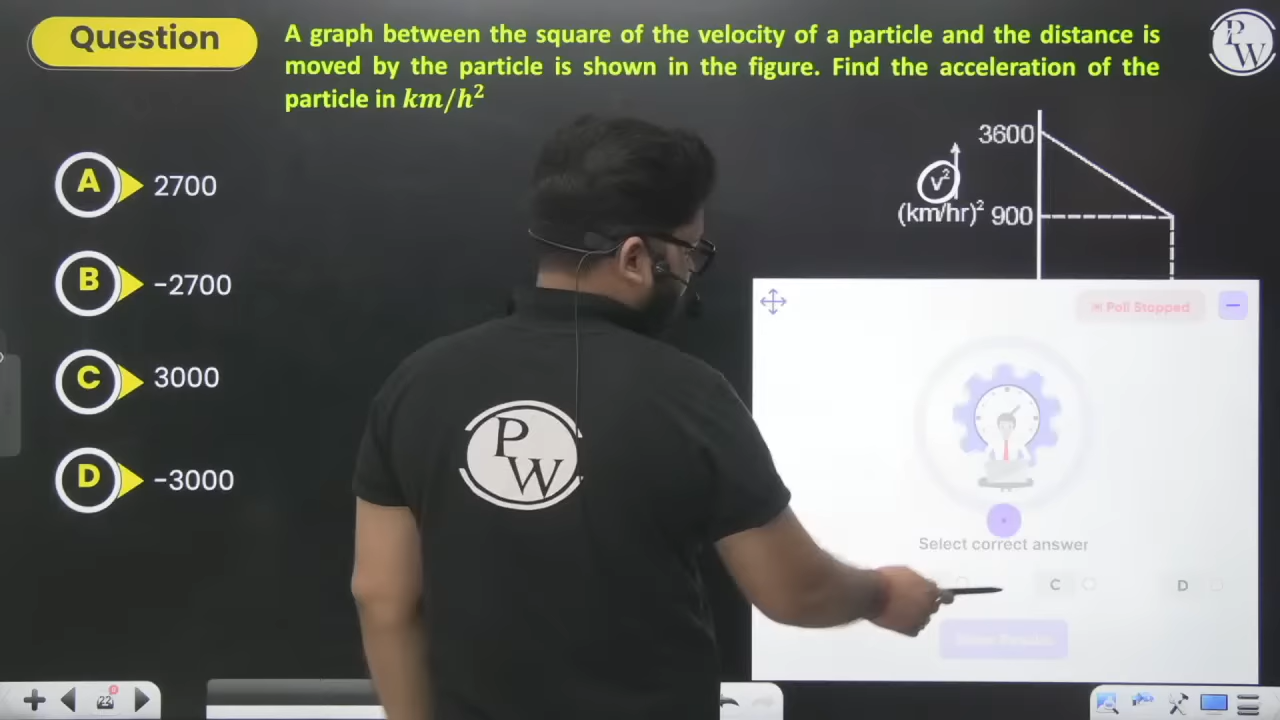 Question
A graph between the square of the velocity of a particle and the distance is
moved by the particle is shown in the figure. Find the acceleration of the
particle in km/h²
P
W
A 2700
B -2700
C 3000
D -3000
3600
v²
(km/hr)² 900
Poll Stopped
P
W
Select correct answer
C
D
22